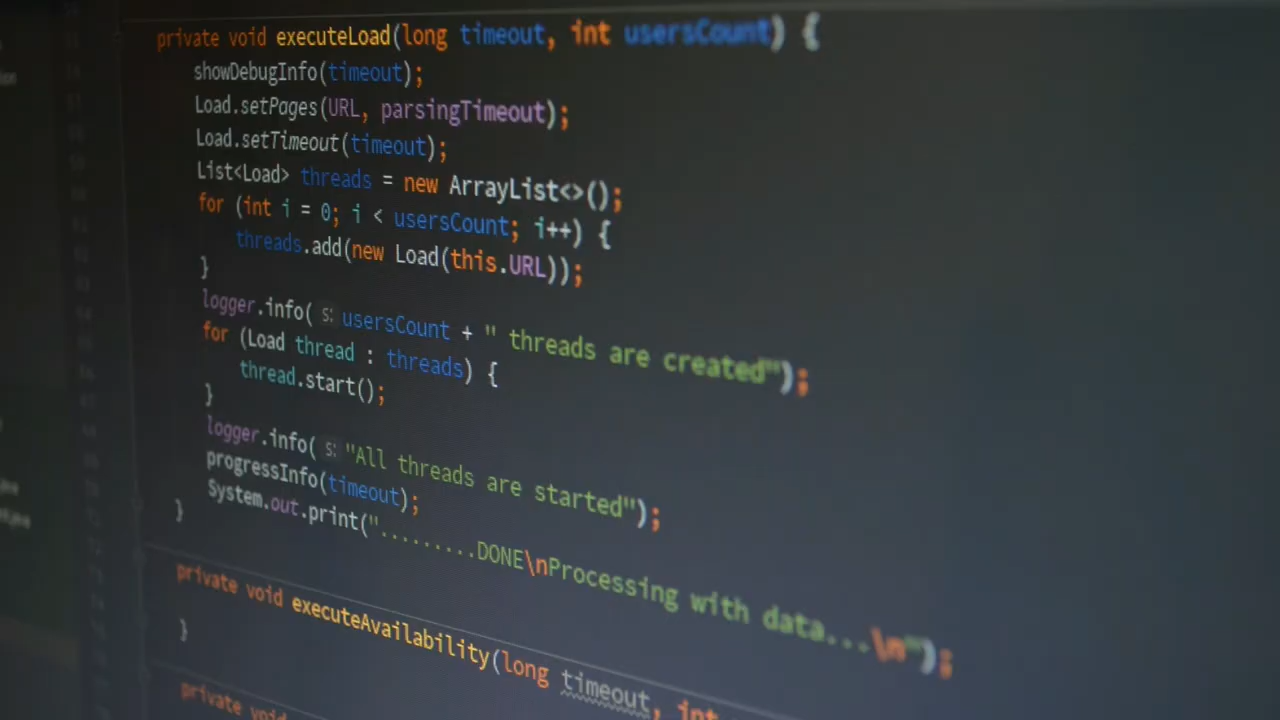 private void executeLoad(long timeout, int usersCount) {
showDebugInfo(timeout);
Load.setPages(URL, parsingTimeout);
Load.setTimeout(timeout);
List<Load> threads = new ArrayList<>();
for (int i = 0; i < usersCount; i++) {
threads.add(new Load(this.URL));
}
logger.info( s: usersCount + " threads are created");
for (Load thread : threads) {
thread.start();
}
logger.info( s: "All threads are started");
progressInfo(timeout);
System.out.print(".........DONE\nProcessing with data...\n");
}
private void executeAvailability(long timeout, int
}
private void